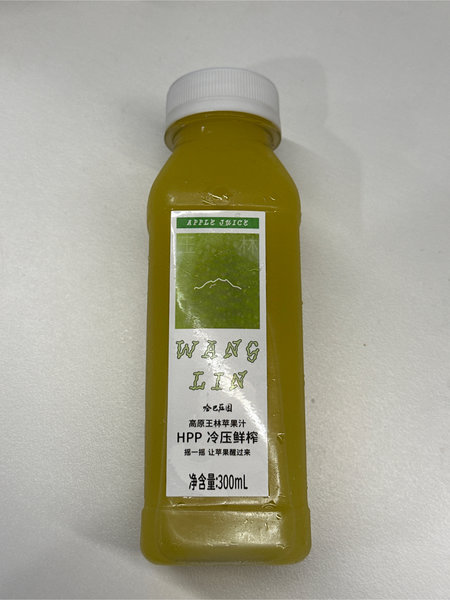 APPLE JUICE
王 林
WANG
LIN
哈巴庄园
高原王林苹果汁
HPP 冷压鲜榨
摇一摇 让苹果醒过来
净含量:300mL